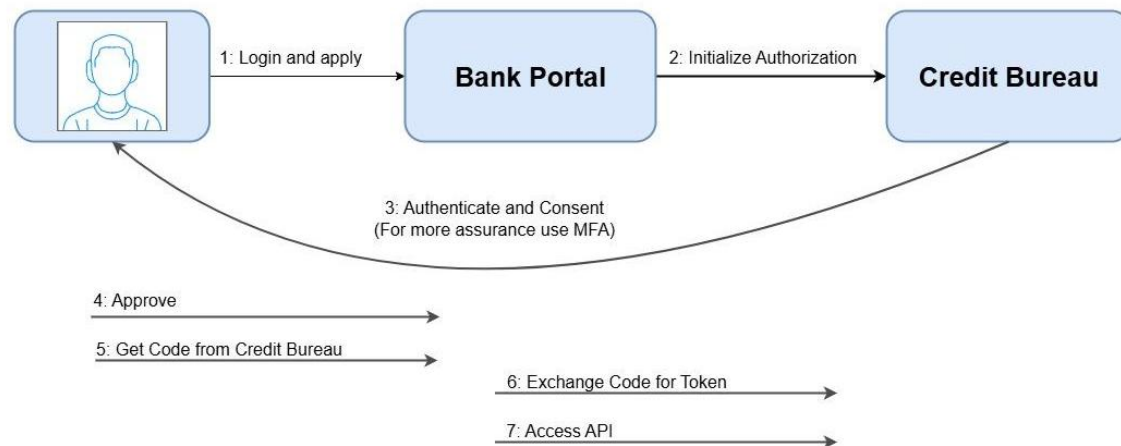 1: Login and apply
Bank Portal
2: Initialize Authorization
Credit Bureau
3: Authenticate and Consent
(For more assurance use MFA)
4: Approve
5: Get Code from Credit Bureau
6: Exchange Code for Token
7: Access API